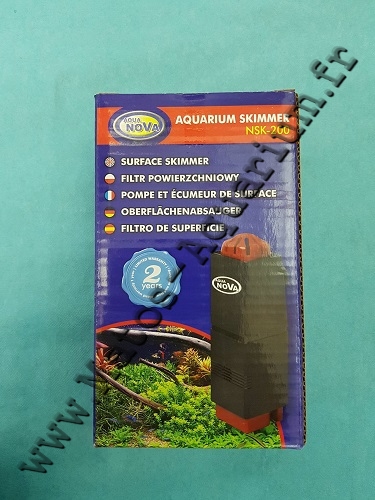 AQUA
NOVA
AQUARIUM SKIMMER
NSK-200
SURFACE SKIMMER
FILTR POWIERZCHNIOWY
POMPE ET ÉCUMEUR DE SURFACE
OBERFLÄCHENABSAUGER
FILTRO DE SUPERFICIE
2
years
AQUA
NOVA